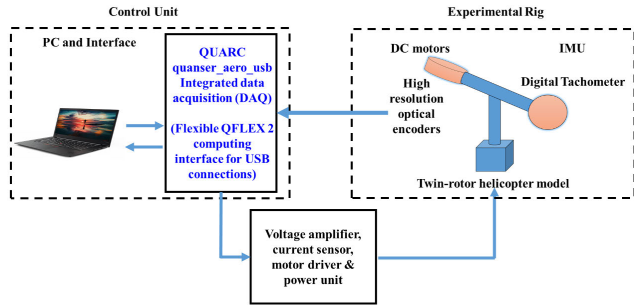 Control Unit
PC and Interface
QUARC
quanser_aero_usb
Integrated data
acquisition (DAQ)
(Flexible QFLEX 2
computing
interface for USB
connections)
Experimental Rig
DC motors
IMU
Digital Tachometer
High
resolution
optical
encoders
Twin-rotor helicopter model
Voltage amplifier,
current sensor,
motor driver &
power unit